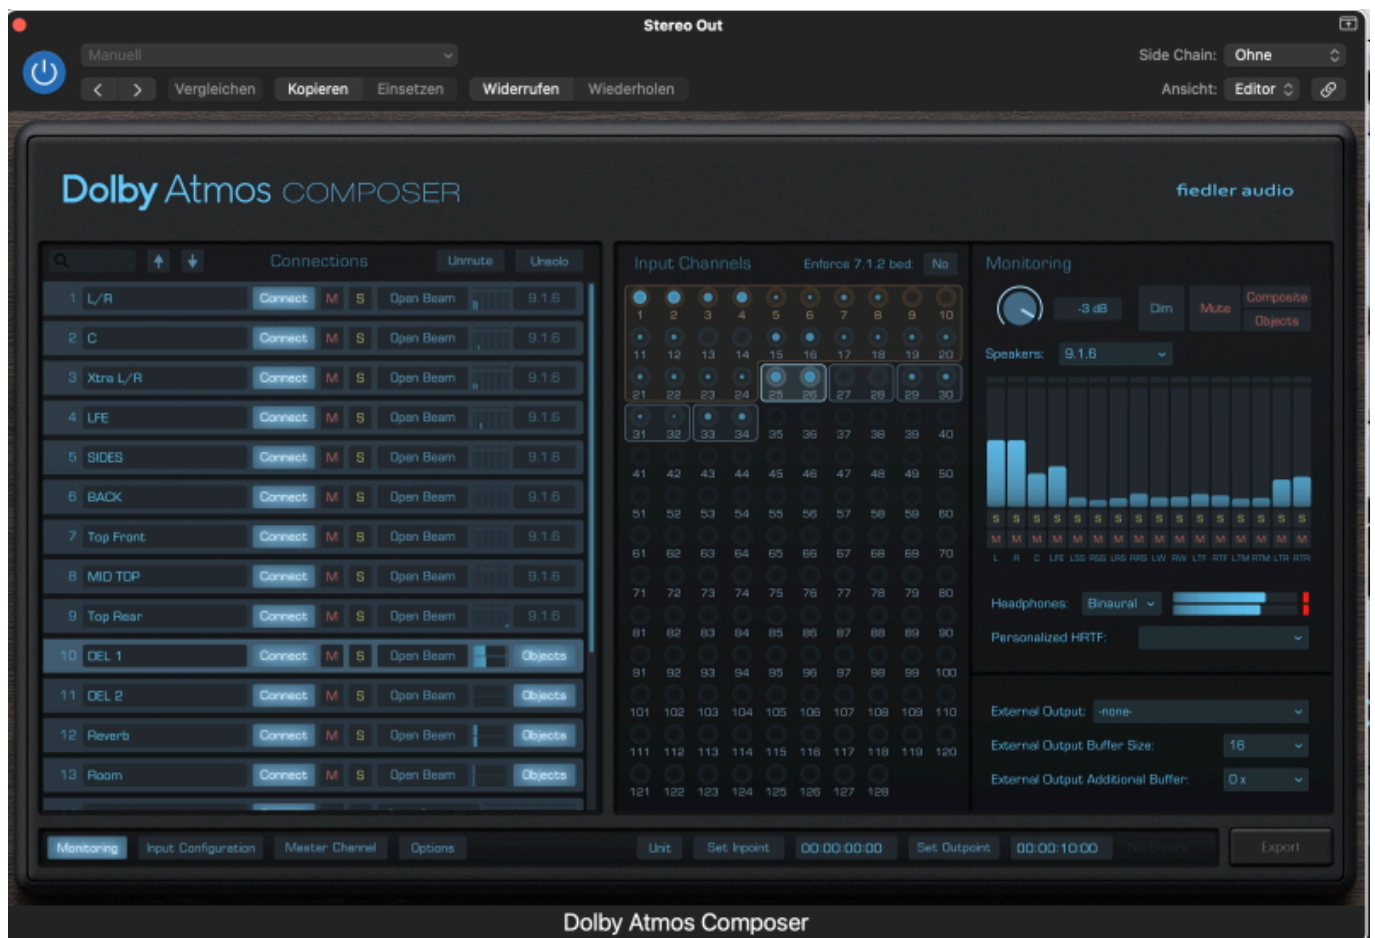 Stereo Out
Manuell
Side Chain: Ohne
Vergleichen Kopieren Einsetzen Widerrufen Wiederholen
Ansicht: Editor
Dolby Atmos COMPOSER
fiedler audio
Connections Unmute Unsolo
1 L/R Connect M S Open Beam 9.1.6
2 C Connect M S Open Beam 9.1.6
3 Xtra L/R Connect M S Open Beam 9.1.6
4 LFE Connect M S Open Beam 9.1.6
5 SIDES Connect M S Open Beam 9.1.6
6 BACK Connect M S Open Beam 9.1.6
7 Top Front Connect M S Open Beam 9.1.6
8 MID TOP Connect M S Open Beam 9.1.6
9 Top Rear Connect M S Open Beam 9.1.6
10 DEL 1 Connect M S Open Beam Objects
11 DEL 2 Connect M S Open Beam Objects
12 Reverb Connect M S Open Beam Objects
13 Room Connect M S Open Beam Objects
Input Channels Enforce 7.1.2 bed: No
1 2 3 4 5 6 7 8 9 10
11 12 13 14 15 16 17 18 19 20
21 22 23 24 25 26 27 28 29 30
31 32 33 34 35 36 37 38 39 40
41 42 43 44 45 46 47 48 49 50
51 52 53 54 55 56 57 58 59 60
61 62 63 64 65 66 67 68 69 70
71 72 73 74 75 76 77 78 79 80
81 82 83 84 85 86 87 88 89 90
91 92 93 94 95 96 97 98 99 100
101 102 103 104 105 106 107 108 109 110
111 112 113 114 115 116 117 118 119 120
121 122 123 124 125 126 127 128
Monitoring
-3 dB Dim Mute Composite
Objects
Speakers: 9.1.6
S S S S S S S S S S S S S S S S
M M M M M M M M M M M M M M M M
L R C LFE LSS RSS LRS RRS LW RW LTF RTF LTM RTM LTR RTR
Headphones: Binaural
Personalized HRTF:
External Output: -none-
External Output Buffer Size: 16
External Output Additional Buffer: 0 x
Monitoring Input Configuration Master Channel Options Unit Set Inpoint 00:00:00:00 Set Outpoint 00:00:10:00 No Errors Export
Dolby Atmos Composer